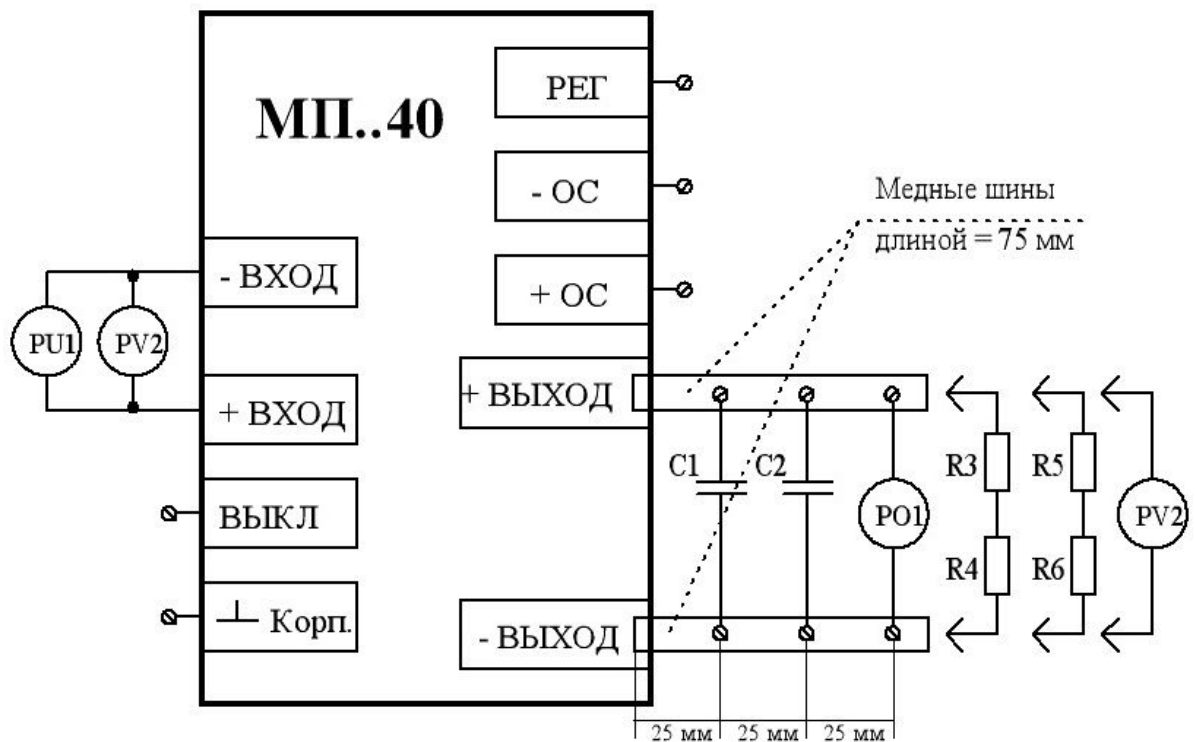 МП..40
РЕГ
- ОС
+ ОС
Медные шины
длиной = 75 мм
- ВХОД
PU1
PV2
+ ВХОД
+ ВЫХОД
C1
C2
PO1
R3
R5
PV2
R4
R6
ВЫКЛ
Корп.
- ВЫХОД
25 мм
25 мм
25 мм